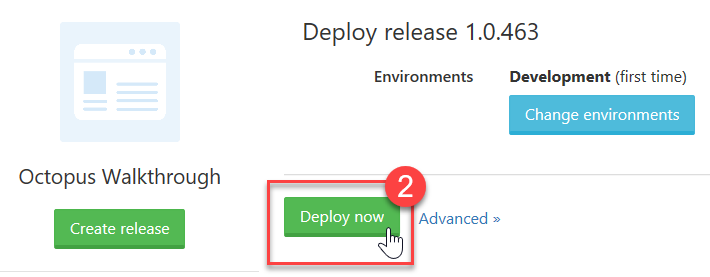 Deploy release 1.0.463
Environments
Development (first time)
Change environments
Octopus Walkthrough
Create release
2
Deploy now
Advanced »